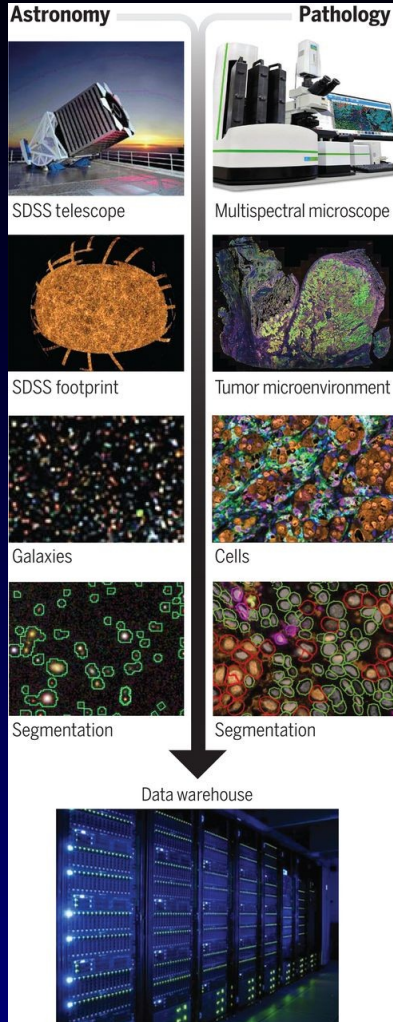 Astronomy
Pathology
SDSS telescope
Multispectral microscope
SDSS footprint
Tumor microenvironment
Galaxies
Cells
Segmentation
Segmentation
Data warehouse